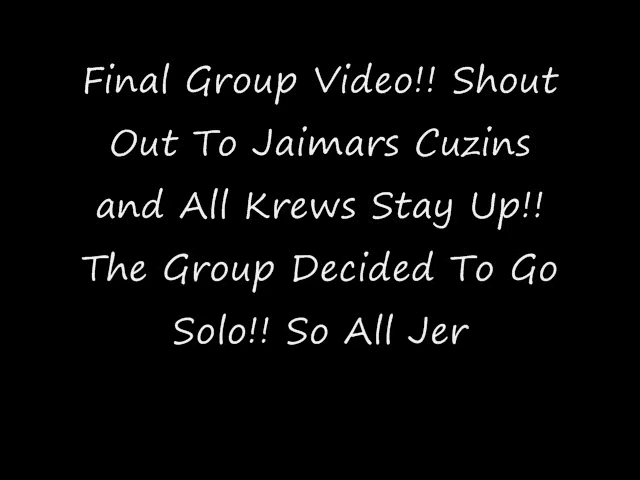 Final Group Video!! Shout
Out To Jaimars Cuzins
and All Krews Stay Up!!
The Group Decided To Go
Solo!! So All Jer